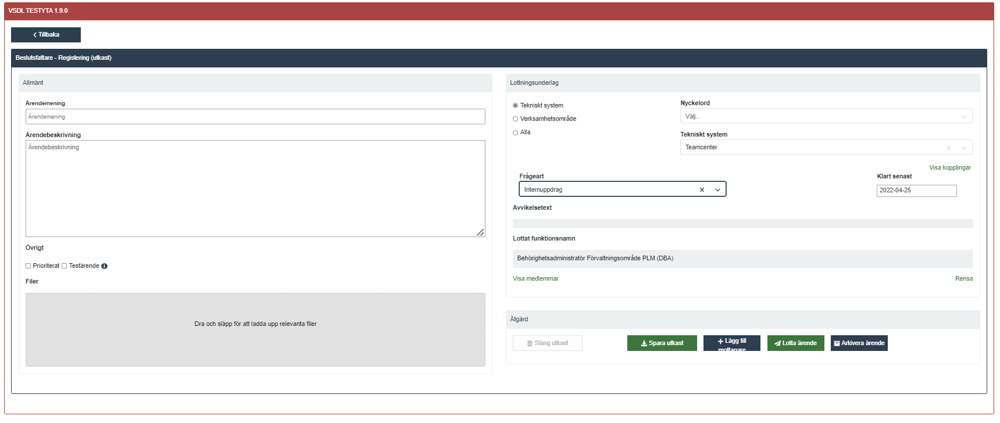 VSDL TESTYTA 1.9.0
Tillbaka
Beslutsfattare - Registering (utkast)
Allmänt
Ärendemening
Ärendemening
Ärendebeskrivning
Ärendebeskrivning
Övrigt
Prioriterat Testärende
Filer
Dra och släpp för att ladda upp relevanta filer
Lottningsunderlag
Tekniskt system
Verksamhetsområde
Alla
Nyckelord
Välj...
Tekniskt system
Teamcenter
Visa kopplingar
Frågeart
Internuppdrag
Klart senast
2022-04-25
Avvikelsetext
Lottat funktionsnamn
Behörighetsadministratör Förvaltningsområde PLM (DBA)
Visa medlemmar
Rensa
Åtgärd
Släng utkast
Spara utkast
Lägg till
mottagare
Lotta ärende
Arkivera ärende